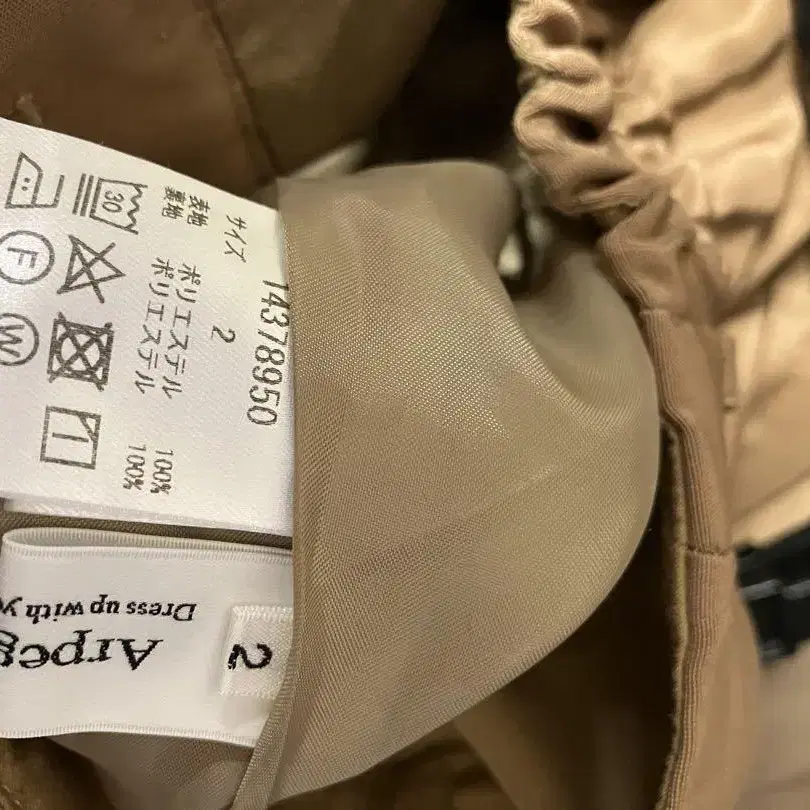 14378950
サイズ 2
表地 ポリエステル 100%
裏地 ポリエステル 100%
30
F
W
Arpeg
Dress up with y
2